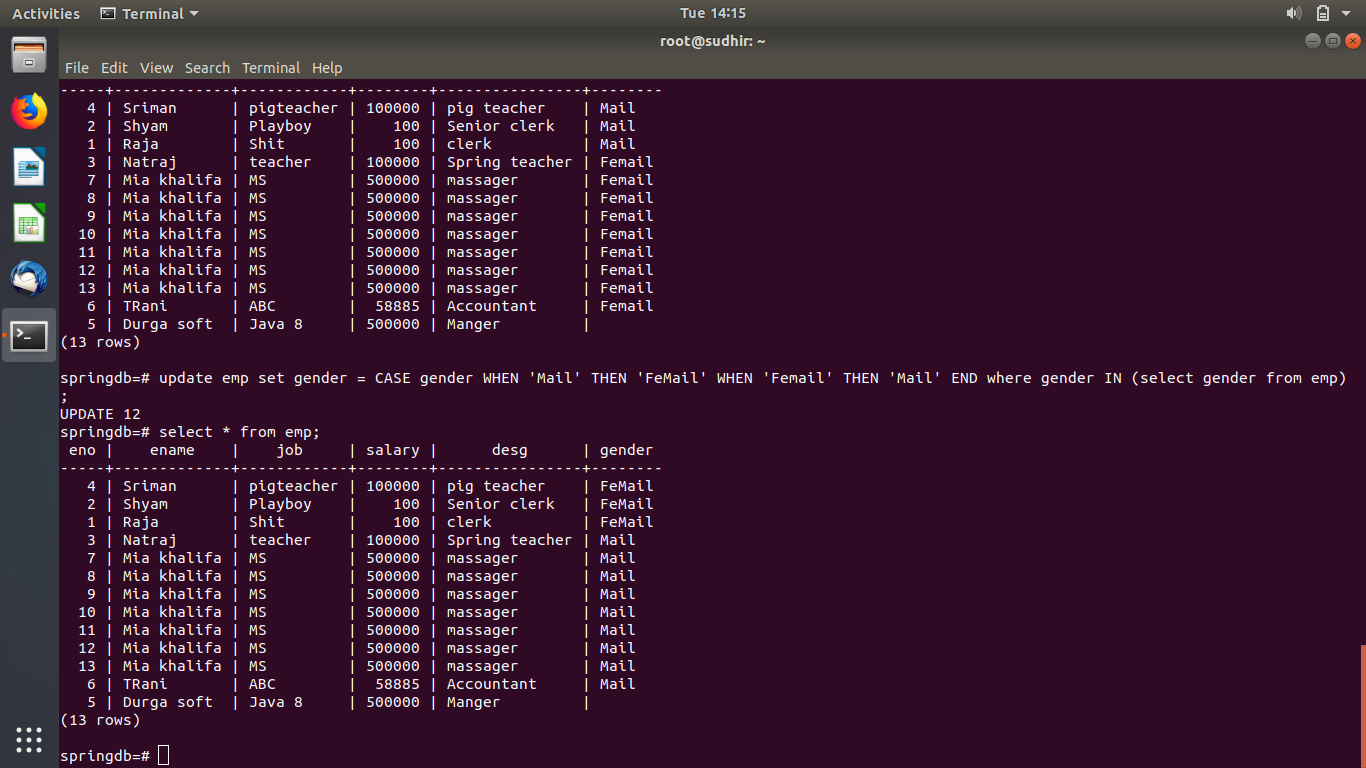 Activities Terminal Tue 14:15
root@sudhir: ~
File Edit View Search Terminal Help
-----+-------------+------------+--------+----------------+--------
   4 | Sriman      | pigteacher | 100000 | pig teacher    | Mail
   2 | Shyam       | Playboy    |    100 | Senior clerk   | Mail
   1 | Raja        | Shit       |    100 | clerk          | Mail
   3 | Natraj      | teacher    | 100000 | Spring teacher | Femail
   7 | Mia khalifa | MS         | 500000 | massager       | Femail
   8 | Mia khalifa | MS         | 500000 | massager       | Femail
   9 | Mia khalifa | MS         | 500000 | massager       | Femail
  10 | Mia khalifa | MS         | 500000 | massager       | Femail
  11 | Mia khalifa | MS         | 500000 | massager       | Femail
  12 | Mia khalifa | MS         | 500000 | massager       | Femail
  13 | Mia khalifa | MS         | 500000 | massager       | Femail
   6 | TRani       | ABC        |  58885 | Accountant     | Femail
   5 | Durga soft  | Java 8     | 500000 | Manger         |
(13 rows)
springdb=# update emp set gender = CASE gender WHEN 'Mail' THEN 'FeMail' WHEN 'Femail' THEN 'Mail' END where gender IN (select gender from emp)
;
UPDATE 12
springdb=# select * from emp;
 eno |    ename    |    job     | salary |      desg      | gender
-----+-------------+------------+--------+----------------+--------
   4 | Sriman      | pigteacher | 100000 | pig teacher    | FeMail
   2 | Shyam       | Playboy    |    100 | Senior clerk   | FeMail
   1 | Raja        | Shit       |    100 | clerk          | FeMail
   3 | Natraj      | teacher    | 100000 | Spring teacher | Mail
   7 | Mia khalifa | MS         | 500000 | massager       | Mail
   8 | Mia khalifa | MS         | 500000 | massager       | Mail
   9 | Mia khalifa | MS         | 500000 | massager       | Mail
  10 | Mia khalifa | MS         | 500000 | massager       | Mail
  11 | Mia khalifa | MS         | 500000 | massager       | Mail
  12 | Mia khalifa | MS         | 500000 | massager       | Mail
  13 | Mia khalifa | MS         | 500000 | massager       | Mail
   6 | TRani       | ABC        |  58885 | Accountant     | Mail
   5 | Durga soft  | Java 8     | 500000 | Manger         |
(13 rows)
springdb=#